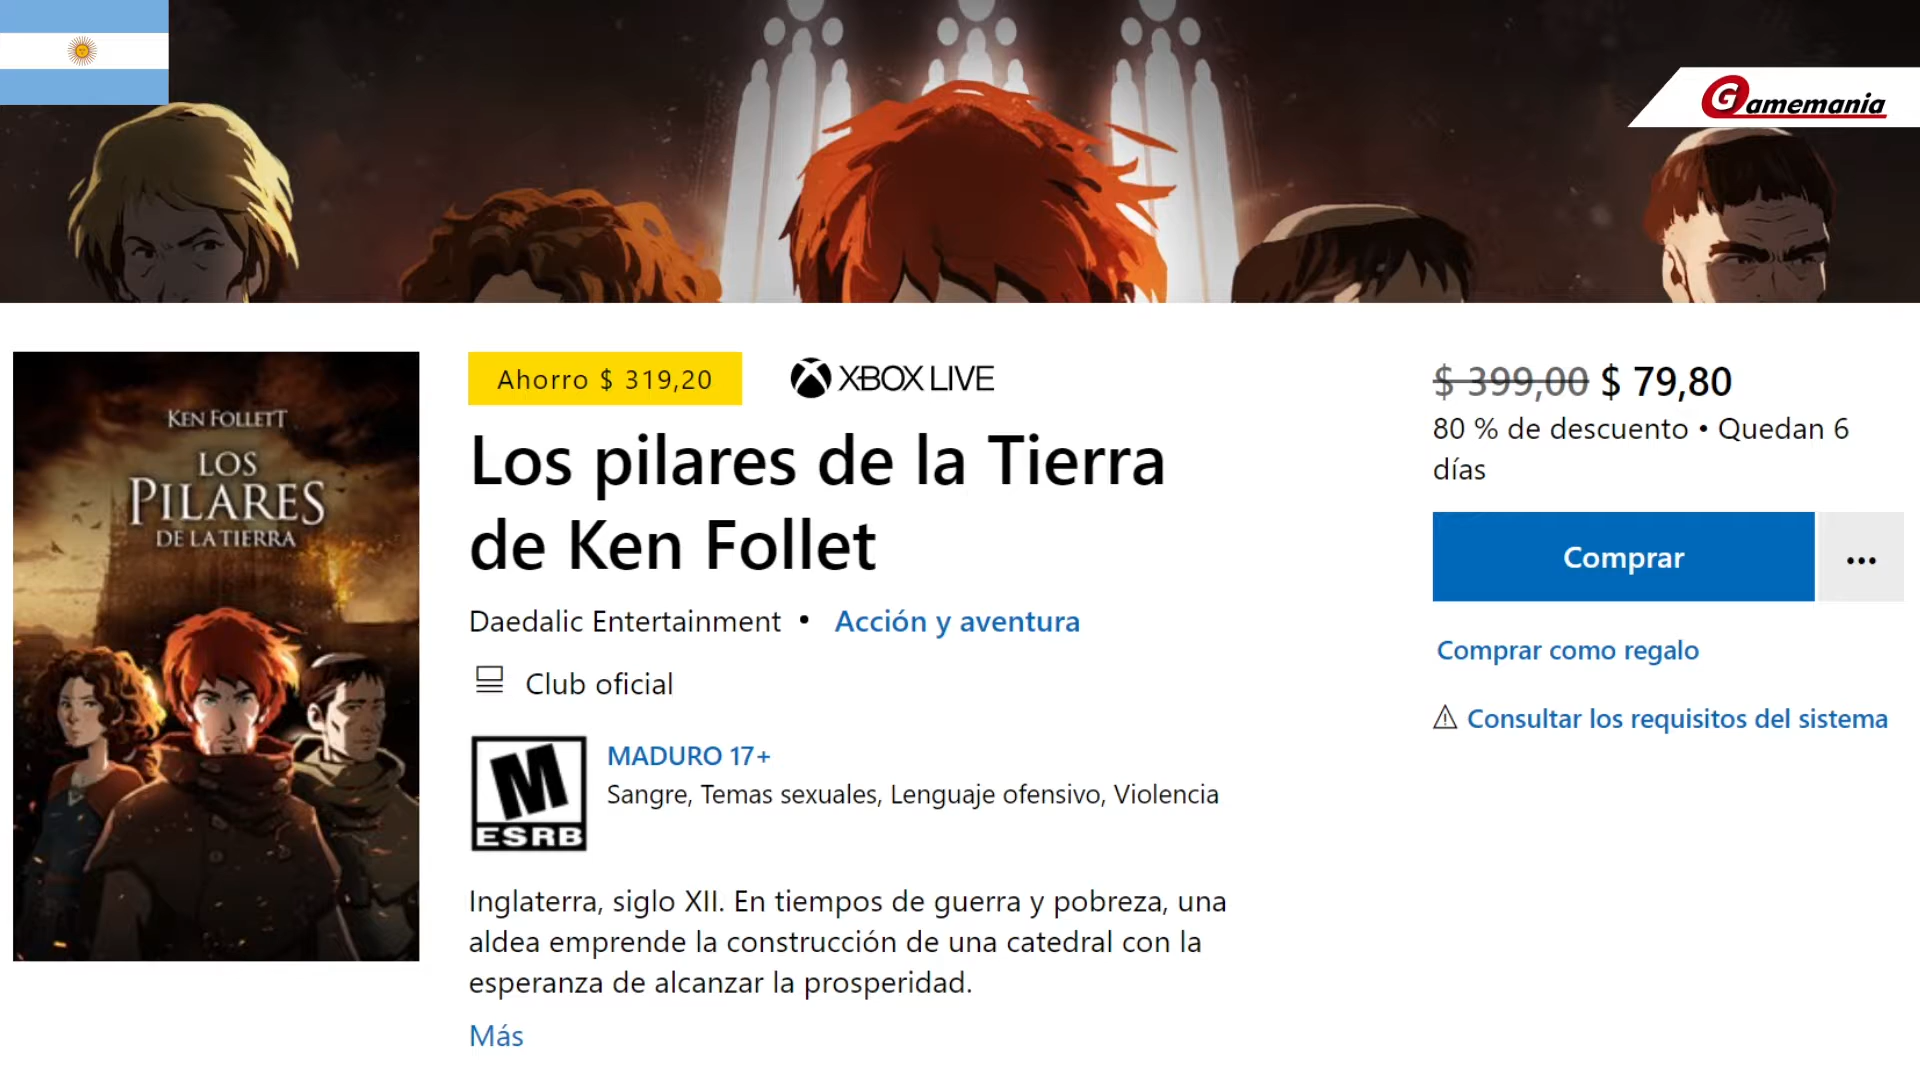 Gamemania
KEN FOLLETT
LOS
PILARES
DE LA TIERRA
Ahorro $ 319,20
XBOX LIVE
Los pilares de la Tierra
de Ken Follet
Daedalic Entertainment • Acción y aventura
Club oficial
M
ESRB
MADURO 17+
Sangre, Temas sexuales, Lenguaje ofensivo, Violencia
Inglaterra, siglo XII. En tiempos de guerra y pobreza, una
aldea emprende la construcción de una catedral con la
esperanza de alcanzar la prosperidad.
Más
$ 399,00 $ 79,80
80 % de descuento • Quedan 6
días
Comprar
...
Comprar como regalo
Consultar los requisitos del sistema